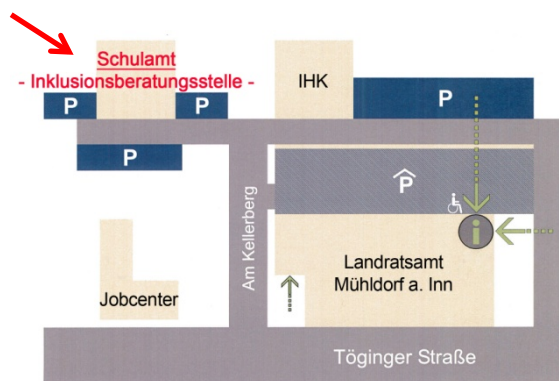 Schulamt
- Inklusionsberatungsstelle -
IHK
P
P
P
P
P
i
Am Kellerberg
Landratsamt
Mühldorf a. Inn
Jobcenter
Töginger Straße